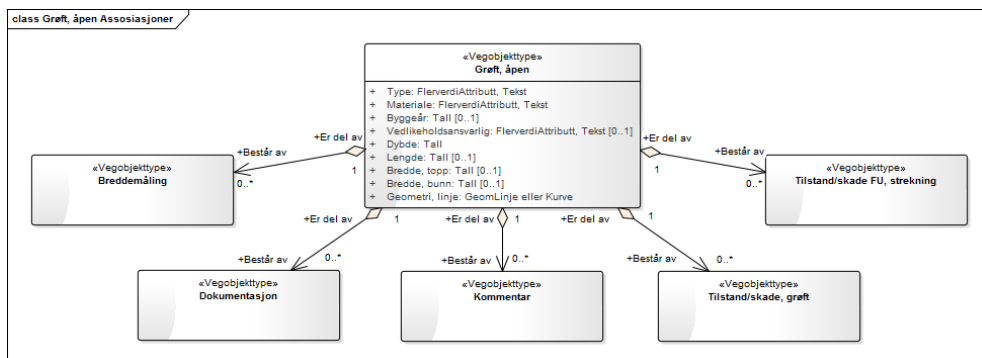 class Grøft, åpen Assosiasjoner
«Vegobjekttype»
Grøft, åpen
+ Type: FlerverdiAttributt, Tekst
+ Materiale: FlerverdiAttributt, Tekst
+ Byggeår: Tall [0..1]
+ Vedlikeholdsansvarlig: FlerverdiAttributt, Tekst [0..1]
+ Dybde: Tall
+ Lengde: Tall [0..1]
+ Bredde, topp: Tall [0..1]
+ Bredde, bunn: Tall [0..1]
+ Geometri, linje: GeomLinje eller Kurve
+Er del av
1
+Består av
0..*
«Vegobjekttype»
Breddemåling
+Er del av
1
+Består av
0..*
«Vegobjekttype»
Tilstand/skade FU, strekning
+Er del av
1
+Består av
0..*
«Vegobjekttype»
Dokumentasjon
+Er del av
1
+Består av
0..*
«Vegobjekttype»
Kommentar
+Er del av
1
+Består av
0..*
«Vegobjekttype»
Tilstand/skade, grøft